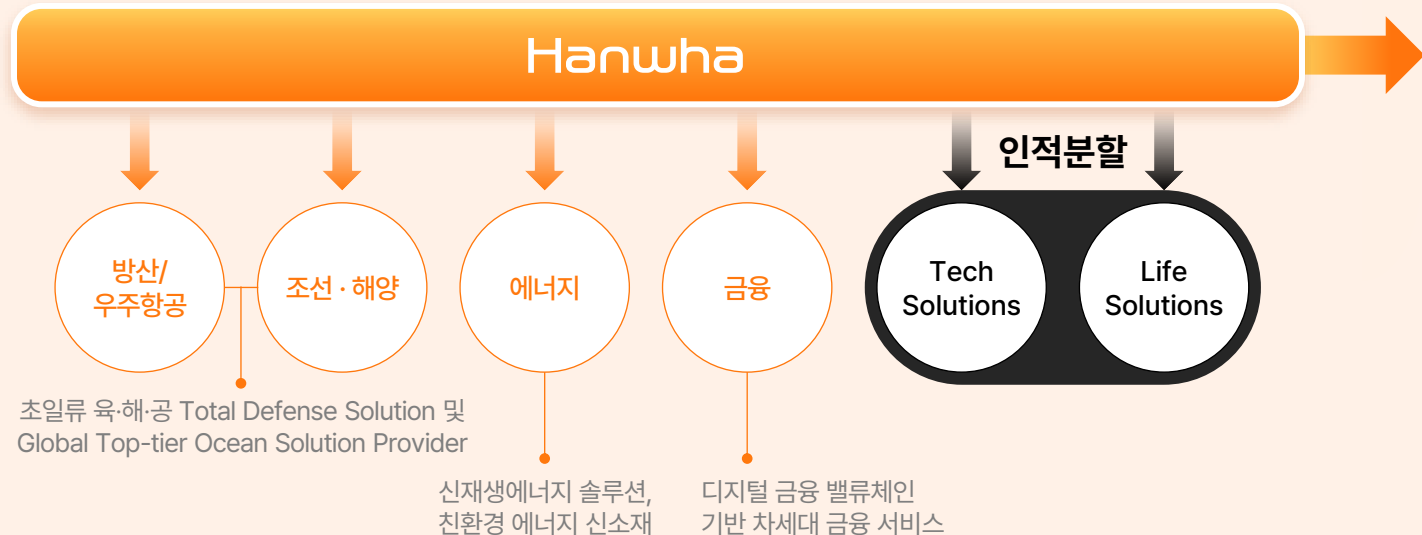 Hanwha
인적분할
방산/
우주항공
조선 · 해양
에너지
금융
Tech
Solutions
Life
Solutions
초일류 육·해·공 Total Defense Solution 및
Global Top-tier Ocean Solution Provider
신재생에너지 솔루션,
친환경 에너지 신소재
디지털 금융 밸류체인
기반 차세대 금융 서비스